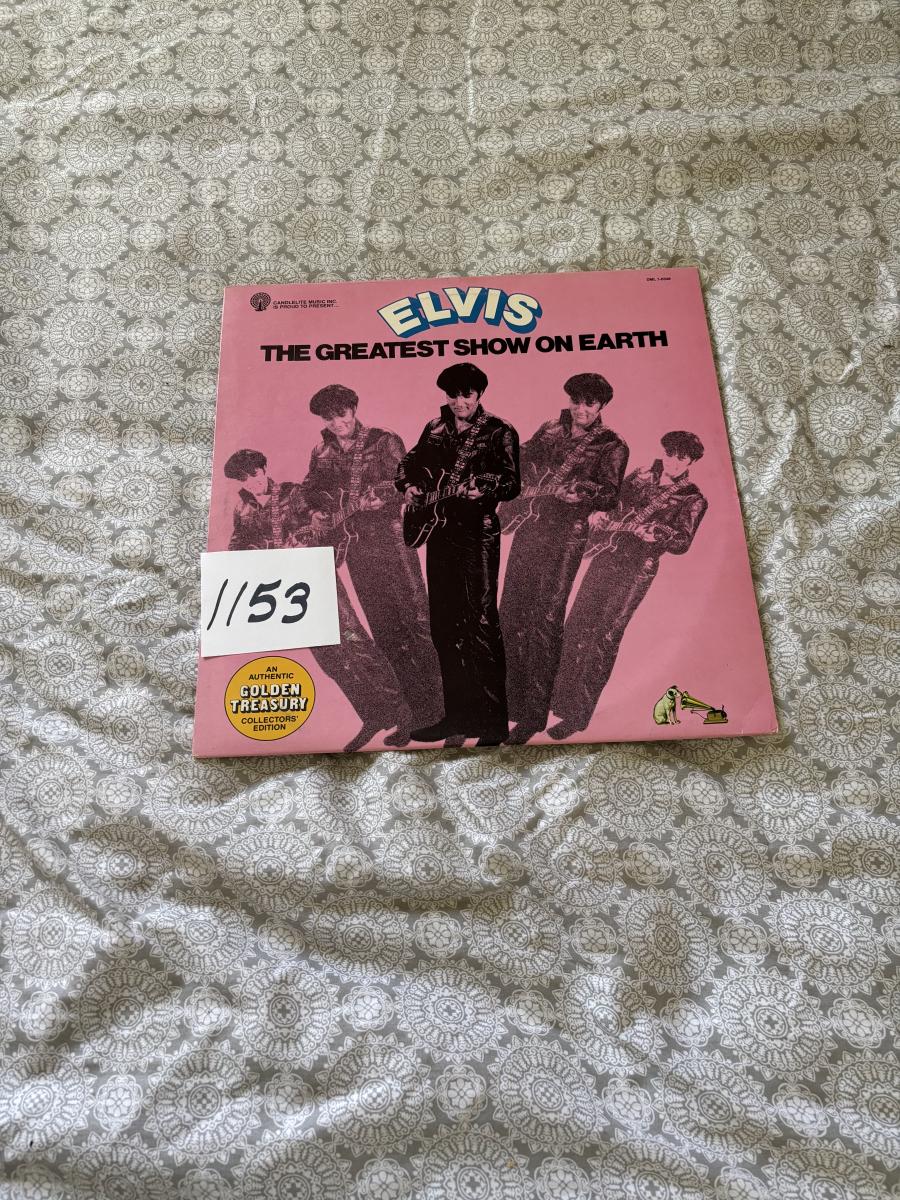 CANDLELITE MUSIC INC.
IS PROUD TO PRESENT...
ELVIS
THE GREATEST SHOW ON EARTH
1153
AN
AUTHENTIC
GOLDEN
TREASURY
COLLECTORS'
EDITION